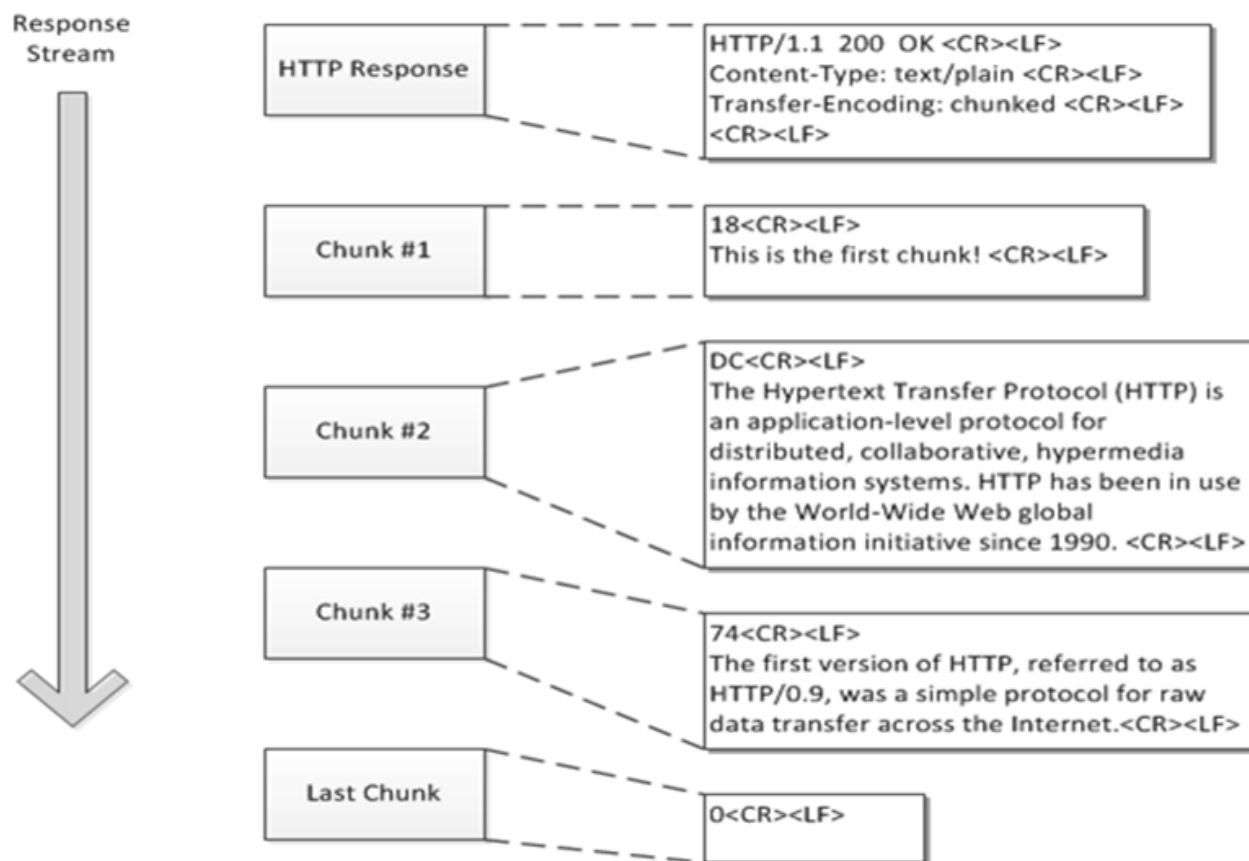 Response
Stream
HTTP Response
HTTP/1.1  200  OK <CR><LF>
Content-Type: text/plain <CR><LF>
Transfer-Encoding: chunked <CR><LF>
<CR><LF>
Chunk #1
18<CR><LF>
This is the first chunk! <CR><LF>
Chunk #2
DC<CR><LF>
The Hypertext Transfer Protocol (HTTP) is
an application-level protocol for
distributed, collaborative, hypermedia
information systems. HTTP has been in use
by the World-Wide Web global
information initiative since 1990. <CR><LF>
Chunk #3
74<CR><LF>
The first version of HTTP, referred to as
HTTP/0.9, was a simple protocol for raw
data transfer across the Internet.<CR><LF>
Last Chunk
0<CR><LF>